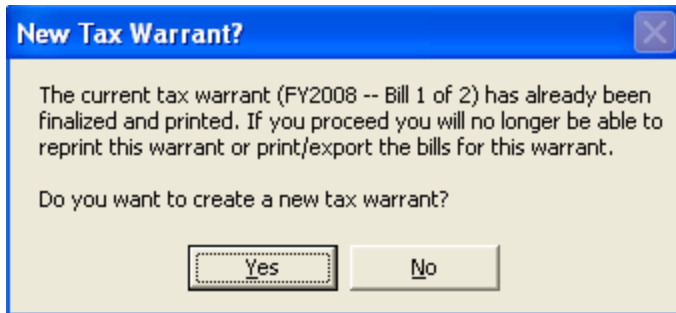 New Tax Warrant?
The current tax warrant (FY2008 -- Bill 1 of 2) has already been
finalized and printed. If you proceed you will no longer be able to
reprint this warrant or print/export the bills for this warrant.
Do you want to create a new tax warrant?
Yes
No